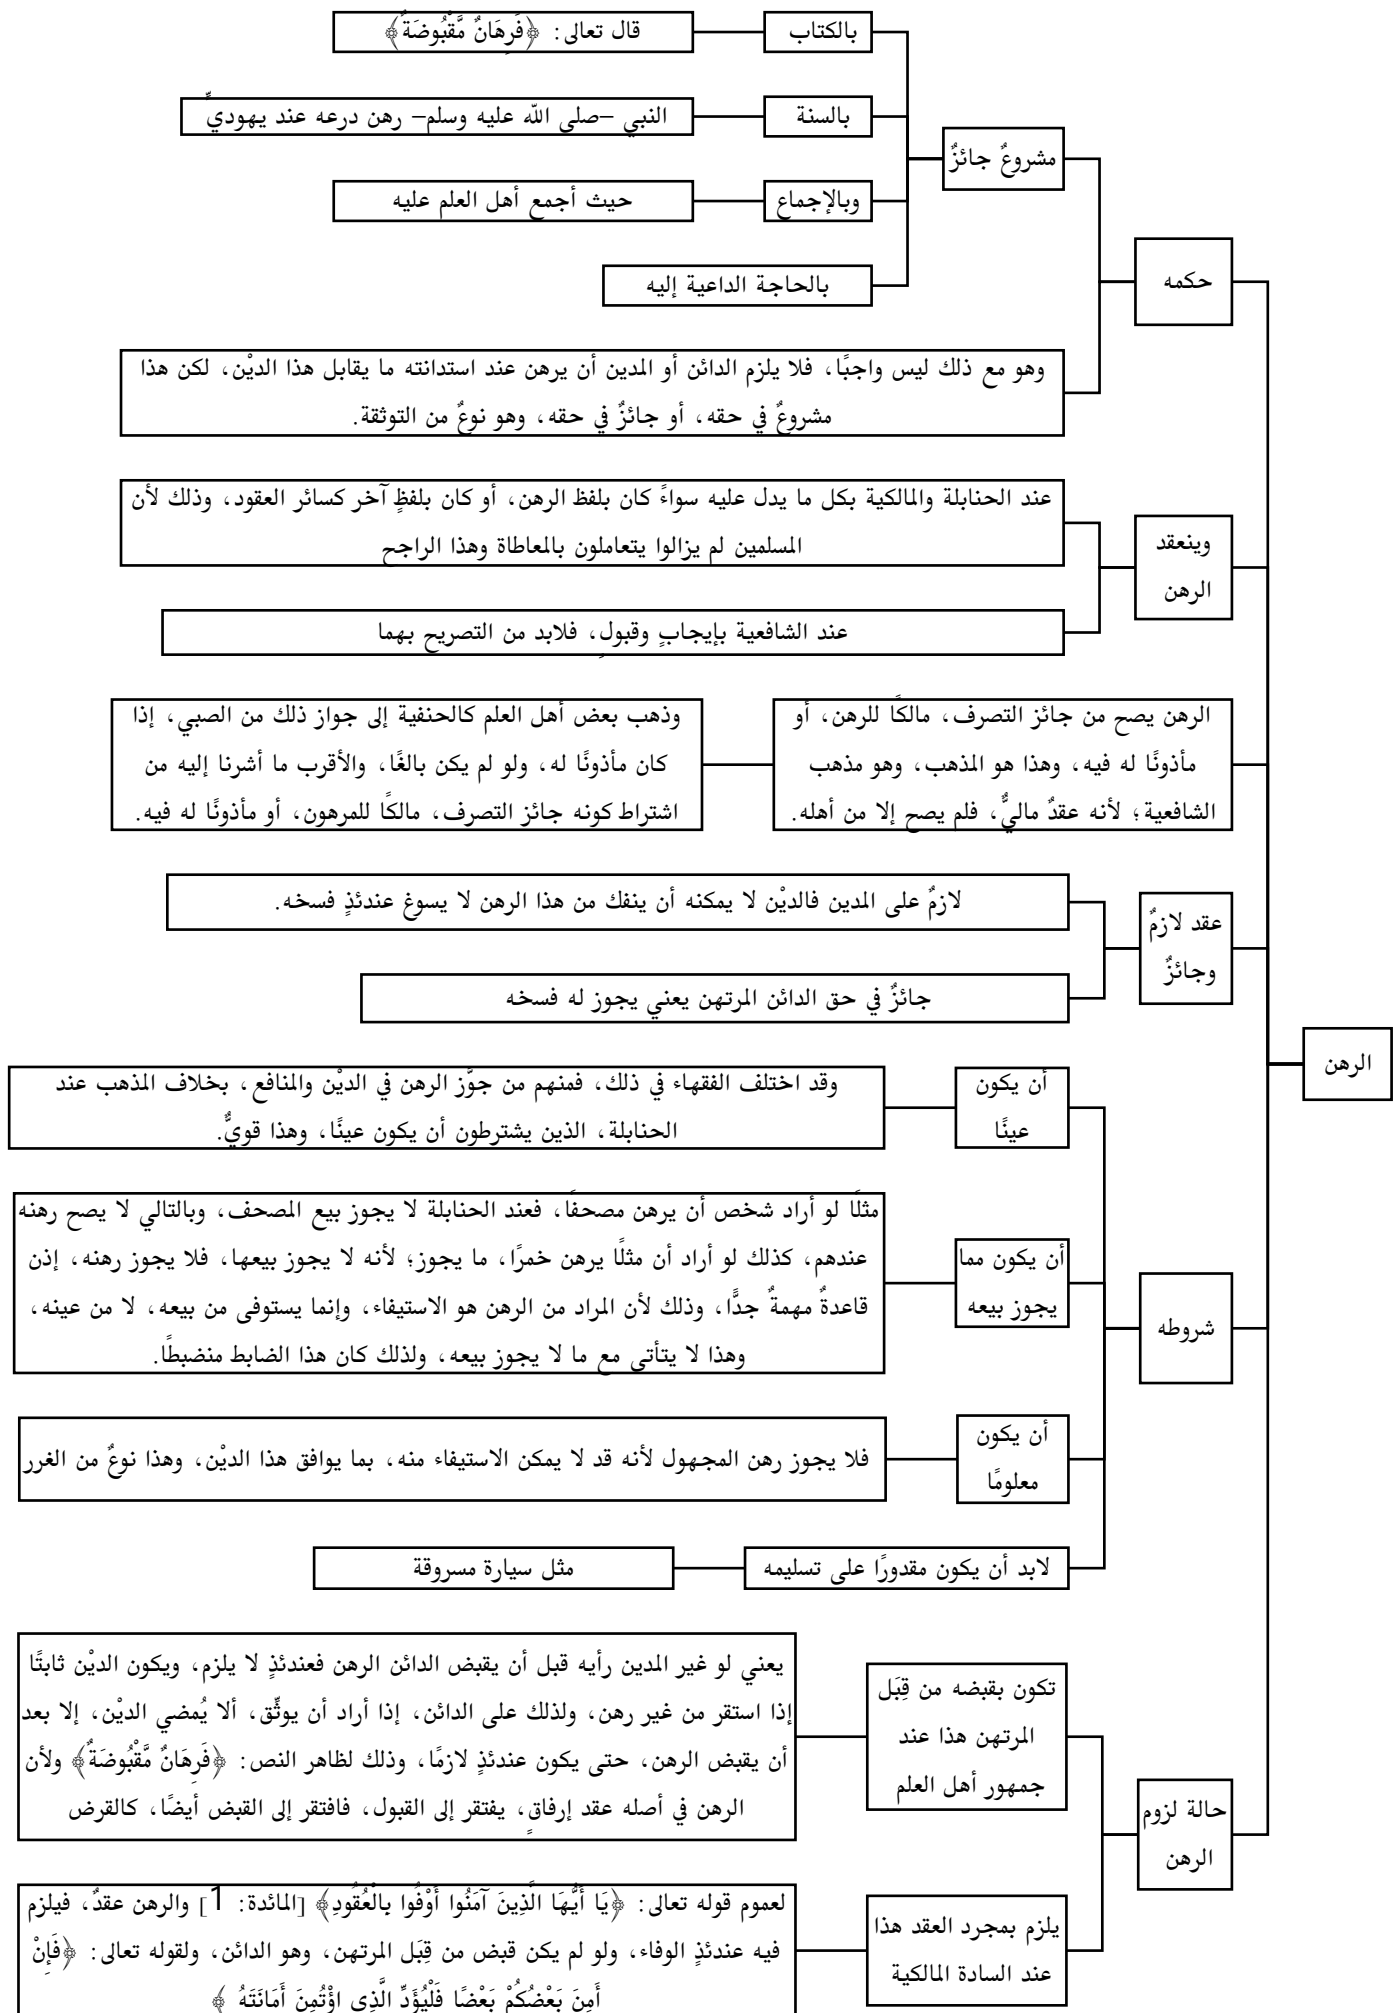 الرهن
حكمه
مشروعٌ جائزٌ
بالكتاب
قال تعالى: ﴿فَرِهَانٌ مَّقْبُوضَةٌ﴾
بالسنة
النبي –صلى الله عليه وسلم– رهن درعه عند يهوديٍّ
وبالإجماع
حيث أجمع أهل العلم عليه
بالحاجة الداعية إليه
وهو مع ذلك ليس واجبًا، فلا يلزم الدائن أو المدين أن يرهن عند استدانته ما يقابل هذا الديْن، لكن هذا
مشروعٌ في حقه، أو جائزٌ في حقه، وهو نوعٌ من التوثقة.
وينعقد
الرهن
عند الحنابلة والمالكية بكل ما يدل عليه سواءً كان بلفظ الرهن، أو كان بلفظٍ آخر كسائر العقود، وذلك لأن
المسلمين لم يزالوا يتعاملون بالمعاطاة وهذا الراجح
عند الشافعية بإيجابٍ وقبولٍ، فلابد من التصريح بهما
الرهن يصح من جائز التصرف، مالكًا للرهن، أو
مأذونًا له فيه، وهذا هو المذهب، وهو مذهب
الشافعية؛ لأنه عقدٌ ماليٌّ، فلم يصح إلا من أهله.
وذهب بعض أهل العلم كالحنفية إلى جواز ذلك من الصبي، إذا
كان مأذونًا له، ولو لم يكن بالغًا، والأقرب ما أشرنا إليه من
اشتراط كونه جائز التصرف، مالكًا للمرهون، أو مأذونًا له فيه.
عقد لازمٌ
وجائزٌ
لازمٌ على المدين فالديْن لا يمكنه أن ينفك من هذا الرهن لا يسوغ عندئذٍ فسخه.
جائزٌ في حق الدائن المرتهن يعني يجوز له فسخه
شروطه
أن يكون
عينًا
وقد اختلف الفقهاء في ذلك، فمنهم من جوَّز الرهن في الديْن والمنافع، بخلاف المذهب عند
الحنابلة، الذين يشترطون أن يكون عينًا، وهذا قويٌّ.
أن يكون مما
يجوز بيعه
مثلًا لو أراد شخص أن يرهن مصحفًا، فعند الحنابلة لا يجوز بيع المصحف، وبالتالي لا يصح رهنه
عندهم، كذلك لو أراد أن مثلًا يرهن خمرًا، ما يجوز؛ لأنه لا يجوز بيعها، فلا يجوز رهنه، إذن
قاعدةٌ مهمةٌ جدًّا، وذلك لأن المراد من الرهن هو الاستيفاء، وإنما يستوفى من بيعه، لا من عينه،
وهذا لا يتأتى مع ما لا يجوز بيعه، ولذلك كان هذا الضابط منضبطًا.
أن يكون
معلومًا
فلا يجوز رهن المجهول لأنه قد لا يمكن الاستيفاء منه، بما يوافق هذا الديْن، وهذا نوعٌ من الغرر
لابد أن يكون مقدورًا على تسليمه
مثل سيارة مسروقة
حالة لزوم
الرهن
تكون بقبضه من قِبَل
المرتهن هذا عند
جمهور أهل العلم
يعني لو غير المدين رأيه قبل أن يقبض الدائن الرهن فعندئذٍ لا يلزم، ويكون الديْن ثابتًا
إذا استقر من غير رهن، ولذلك على الدائن، إذا أراد أن يوثِّق، ألا يُمضي الديْن، إلا بعد
أن يقبض الرهن، حتى يكون عندئذٍ لازمًا، وذلك لظاهر النص: ﴿فَرِهَانٌ مَّقْبُوضَةٌ﴾ ولأن
الرهن في أصله عقد إرفاقٍ، يفتقر إلى القبول، فافتقر إلى القبض أيضًا، كالقرض
يلزم بمجرد العقد هذا
عند السادة المالكية
لعموم قوله تعالى: ﴿يَا أَيُّهَا الَّذِينَ آمَنُوا أَوْفُوا بِالْعُقُودِ﴾ [المائدة: 1] والرهن عقدٌ، فيلزم
فيه عندئذٍ الوفاء، ولو لم يكن قبض من قِبَل المرتهن، وهو الدائن، ولقوله تعالى: ﴿فَإِنْ
أَمِنَ بَعْضُكُمْ بَعْضًا فَلْيُؤَدِّ الَّذِي اؤْتُمِنَ أَمَانَتَهُ ﴾